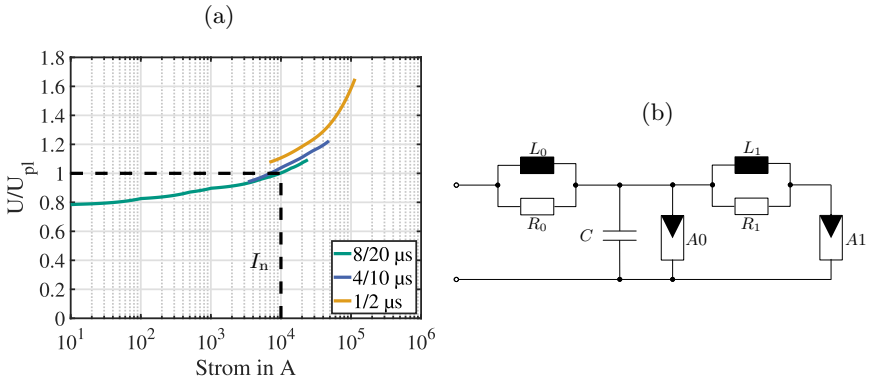 (a)
1.8
1.6
1.4
1.2
1
0.8
0.6
0.4
0.2
0
U/U_pl
I_n
8/20 µs
4/10 µs
1/2 µs
10^1 10^2 10^3 10^4 10^5 10^6
Strom in A
(b)
L_0
R_0
C
A0
L_1
R_1
A1